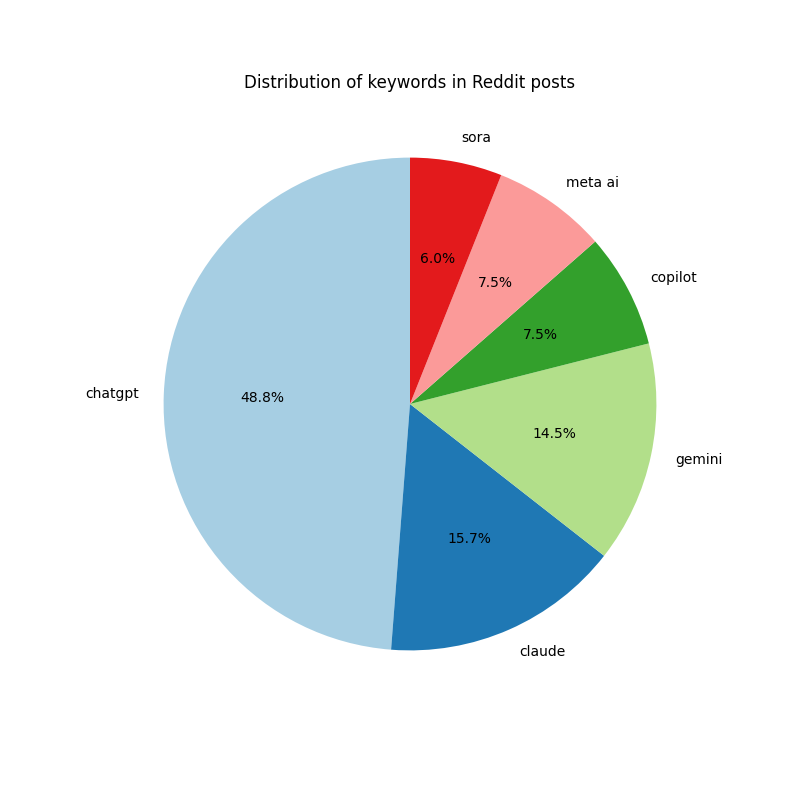 Distribution of keywords in Reddit posts
sora
meta ai
copilot
gemini
claude
chatgpt
6.0%
7.5%
7.5%
14.5%
15.7%
48.8%